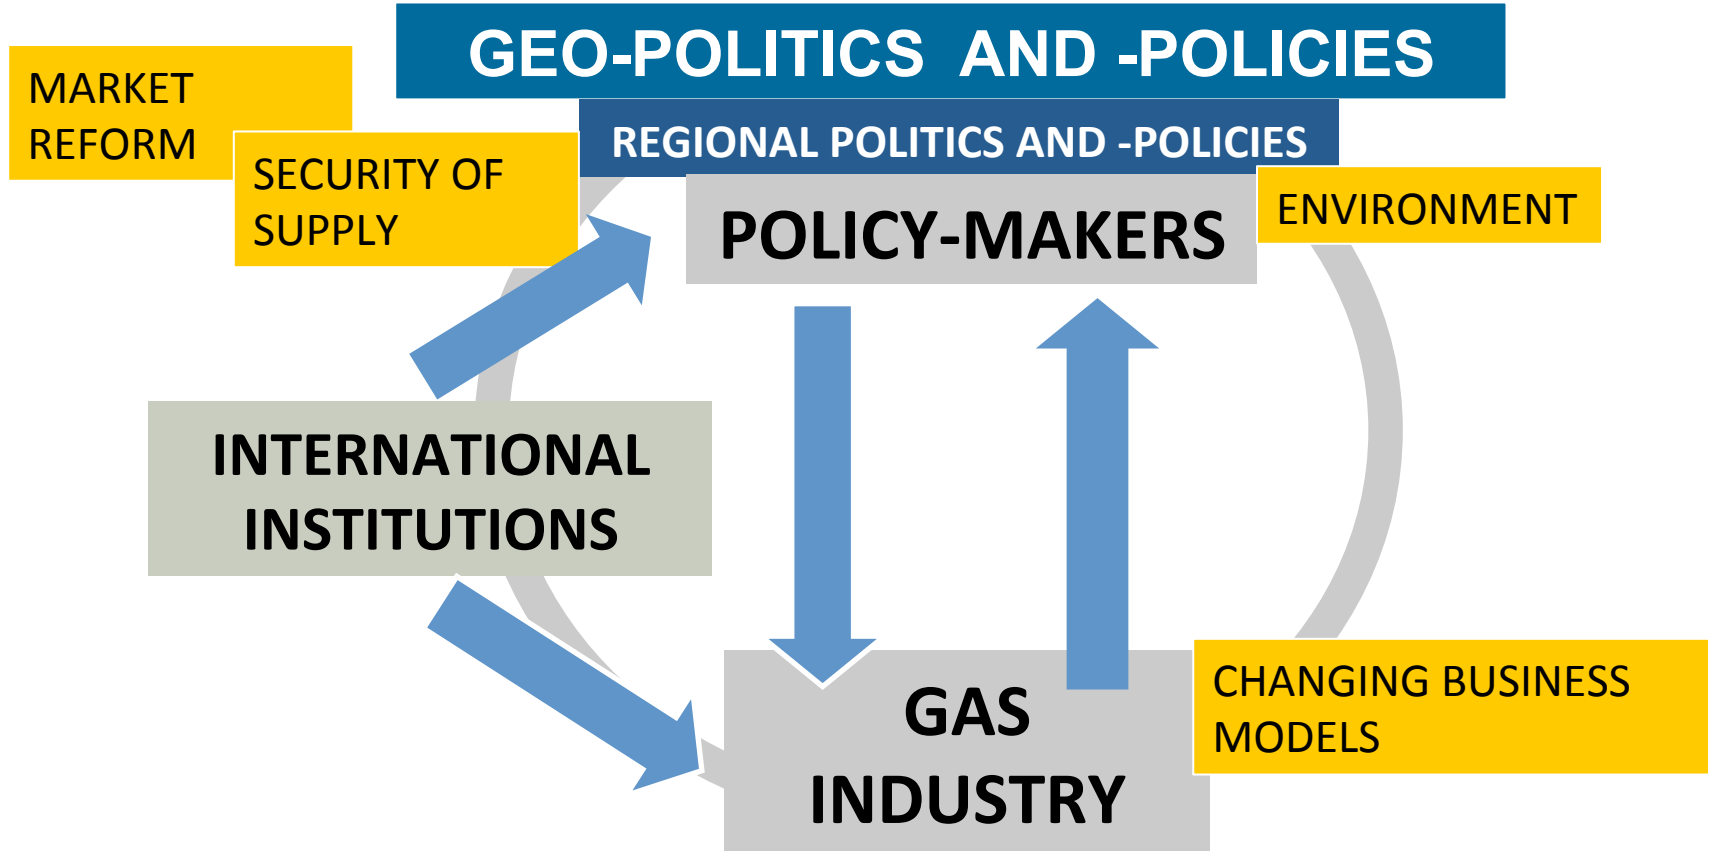 GEO-POLITICS AND -POLICIES
MARKET
REFORM
REGIONAL POLITICS AND -POLICIES
SECURITY OF
SUPPLY
POLICY-MAKERS
ENVIRONMENT
INTERNATIONAL
INSTITUTIONS
GAS
INDUSTRY
CHANGING BUSINESS
MODELS